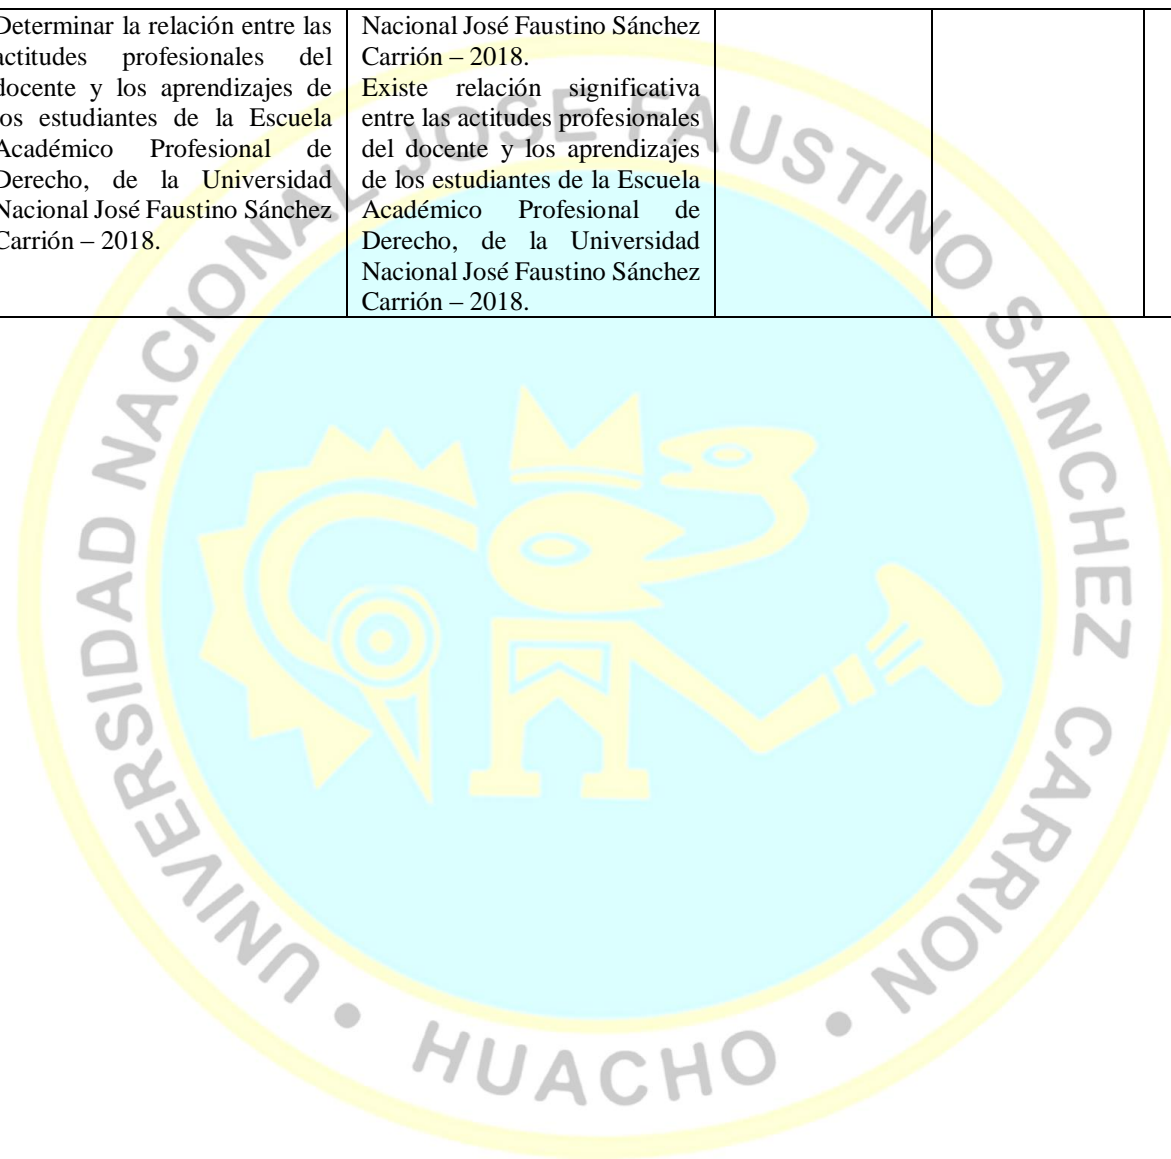 Determinar la relación entre las
actitudes profesionales del
docente y los aprendizajes de
los estudiantes de la Escuela
Académico Profesional de
Derecho, de la Universidad
Nacional José Faustino Sánchez
Carrión – 2018.
Nacional José Faustino Sánchez
Carrión – 2018.
Existe relación significativa
entre las actitudes profesionales
del docente y los aprendizajes
de los estudiantes de la Escuela
Académico Profesional de
Derecho, de la Universidad
Nacional José Faustino Sánchez
Carrión – 2018.
UNIVERSIDAD NACIONAL JOSE FAUSTINO SANCHEZ CARRION • HUACHO •